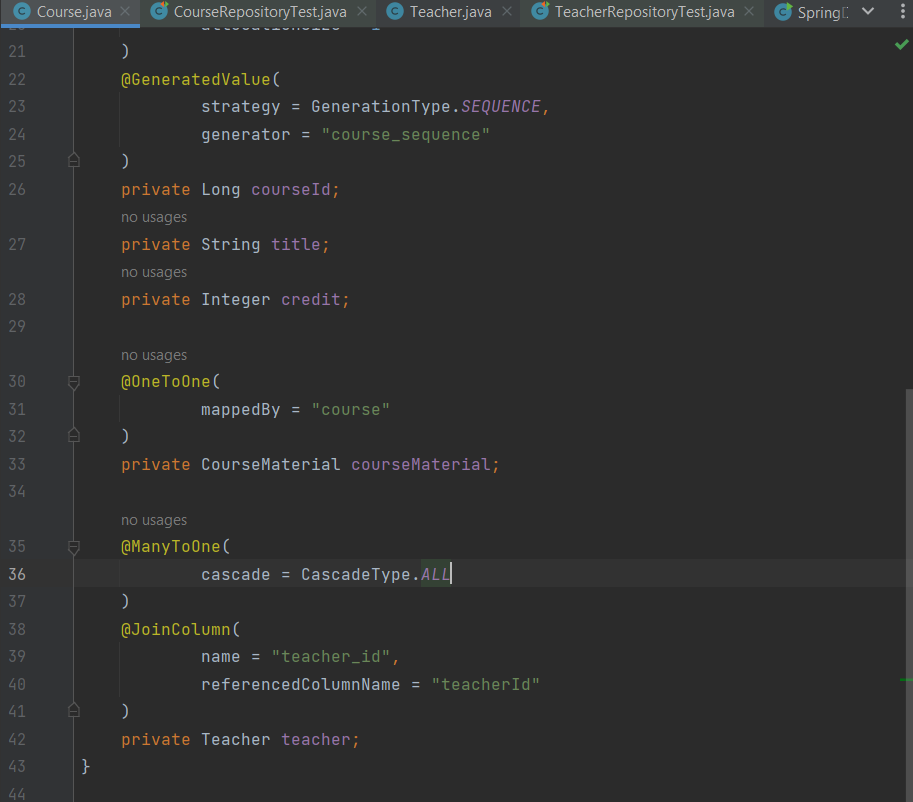 Course.java CourseRepositoryTest.java Teacher.java TeacherRepositoryTest.java Spring
21 )
22 @GeneratedValue(
23 strategy = GenerationType.SEQUENCE,
24 generator = "course_sequence"
25 )
26 private Long courseId;
no usages
27 private String title;
no usages
28 private Integer credit;
29
no usages
30 @OneToOne(
31 mappedBy = "course"
32 )
33 private CourseMaterial courseMaterial;
34
no usages
35 @ManyToOne(
36 cascade = CascadeType.ALL
37 )
38 @JoinColumn(
39 name = "teacher_id",
40 referencedColumnName = "teacherId"
41 )
42 private Teacher teacher;
43 }
44